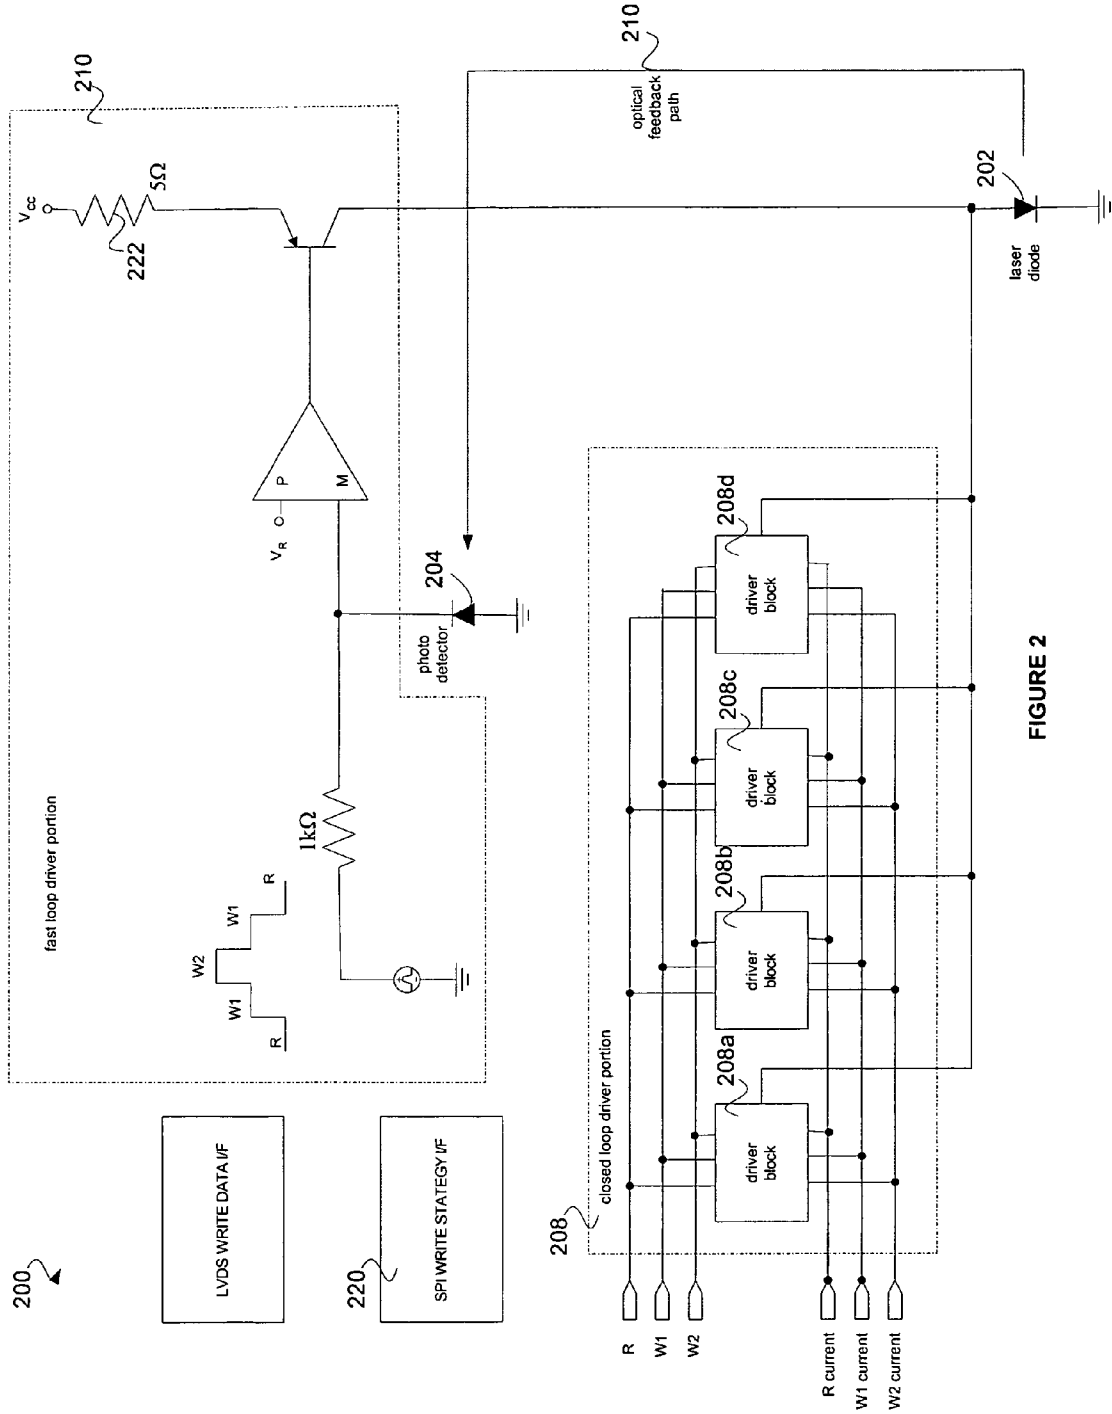 200
LVDS WRITE DATA I/F
220
SPI WRITE STATEGY I/F
fast loop driver portion
210
R
W1
W2
W1
R
1kΩ
V_R
P
M
V_cc
222
5Ω
photo
detector
204
optical
feedback
path
210
laser
diode
202
208
closed loop driver portion
R
W1
W2
R current
W1 current
W2 current
208a
driver
block
208b
driver
block
208c
driver
block
208d
driver
block
FIGURE 2